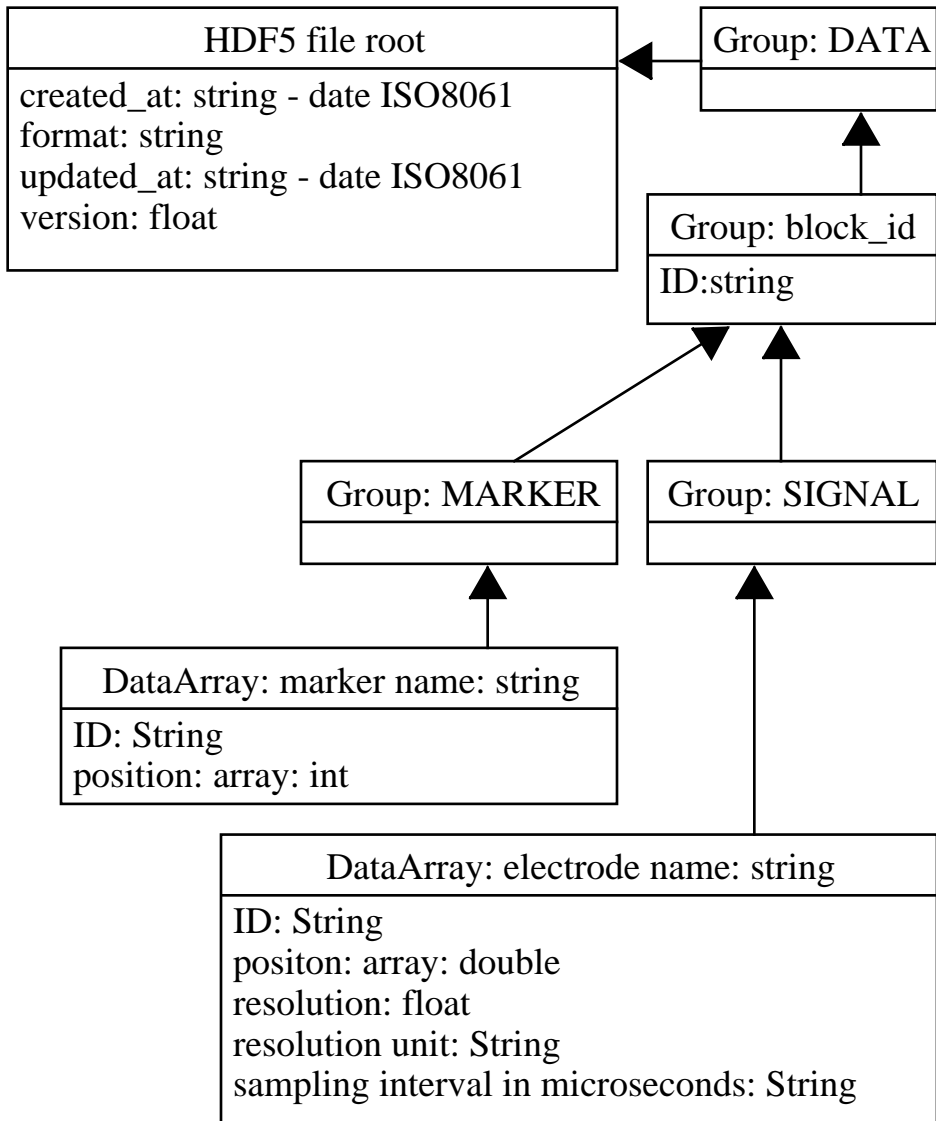 HDF5 file root
created_at: string - date ISO8061
format: string
updated_at: string - date ISO8061
version: float
Group: DATA
Group: block_id
ID:string
Group: MARKER
Group: SIGNAL
DataArray: marker name: string
ID: String
position: array: int
DataArray: electrode name: string
ID: String
positon: array: double
resolution: float
resolution unit: String
sampling interval in microseconds: String